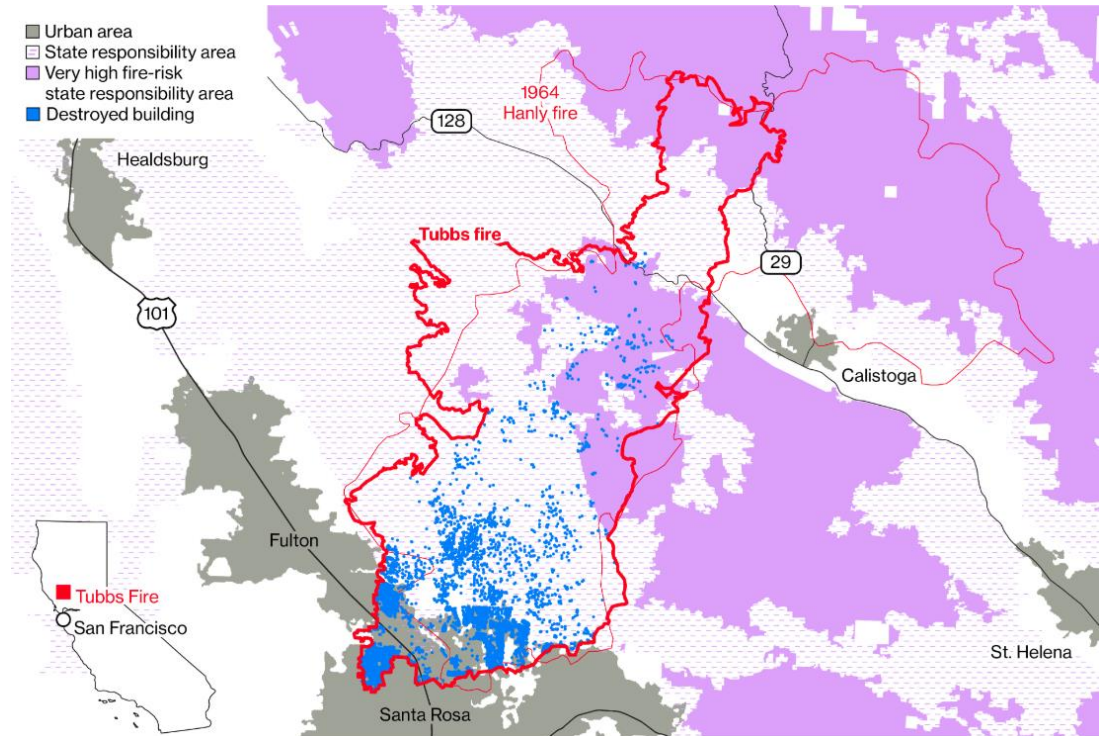 Urban area
State responsibility area
Very high fire-risk
state responsibility area
Destroyed building
1964
Hanly fire
128
Healdsburg
Tubbs fire
29
101
Calistoga
Fulton
Tubbs Fire
San Francisco
St. Helena
Santa Rosa